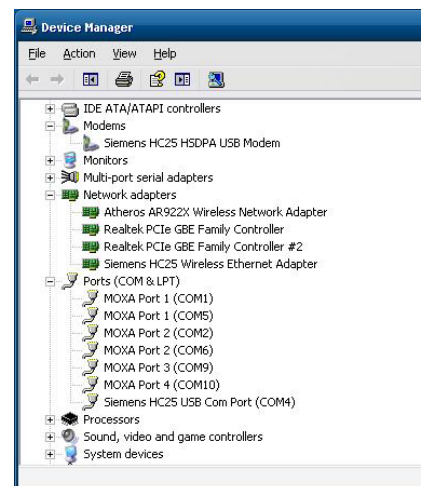 Device Manager
File Action View Help
IDE ATA/ATAPI controllers
Modems
Siemens HC25 HSDPA USB Modem
Monitors
Multi-port serial adapters
Network adapters
Atheros AR922X Wireless Network Adapter
Realtek PCIe GBE Family Controller
Realtek PCIe GBE Family Controller #2
Siemens HC25 Wireless Ethernet Adapter
Ports (COM & LPT)
MOXA Port 1 (COM1)
MOXA Port 1 (COM5)
MOXA Port 2 (COM2)
MOXA Port 2 (COM6)
MOXA Port 3 (COM9)
MOXA Port 4 (COM10)
Siemens HC25 USB Com Port (COM4)
Processors
Sound, video and game controllers
System devices